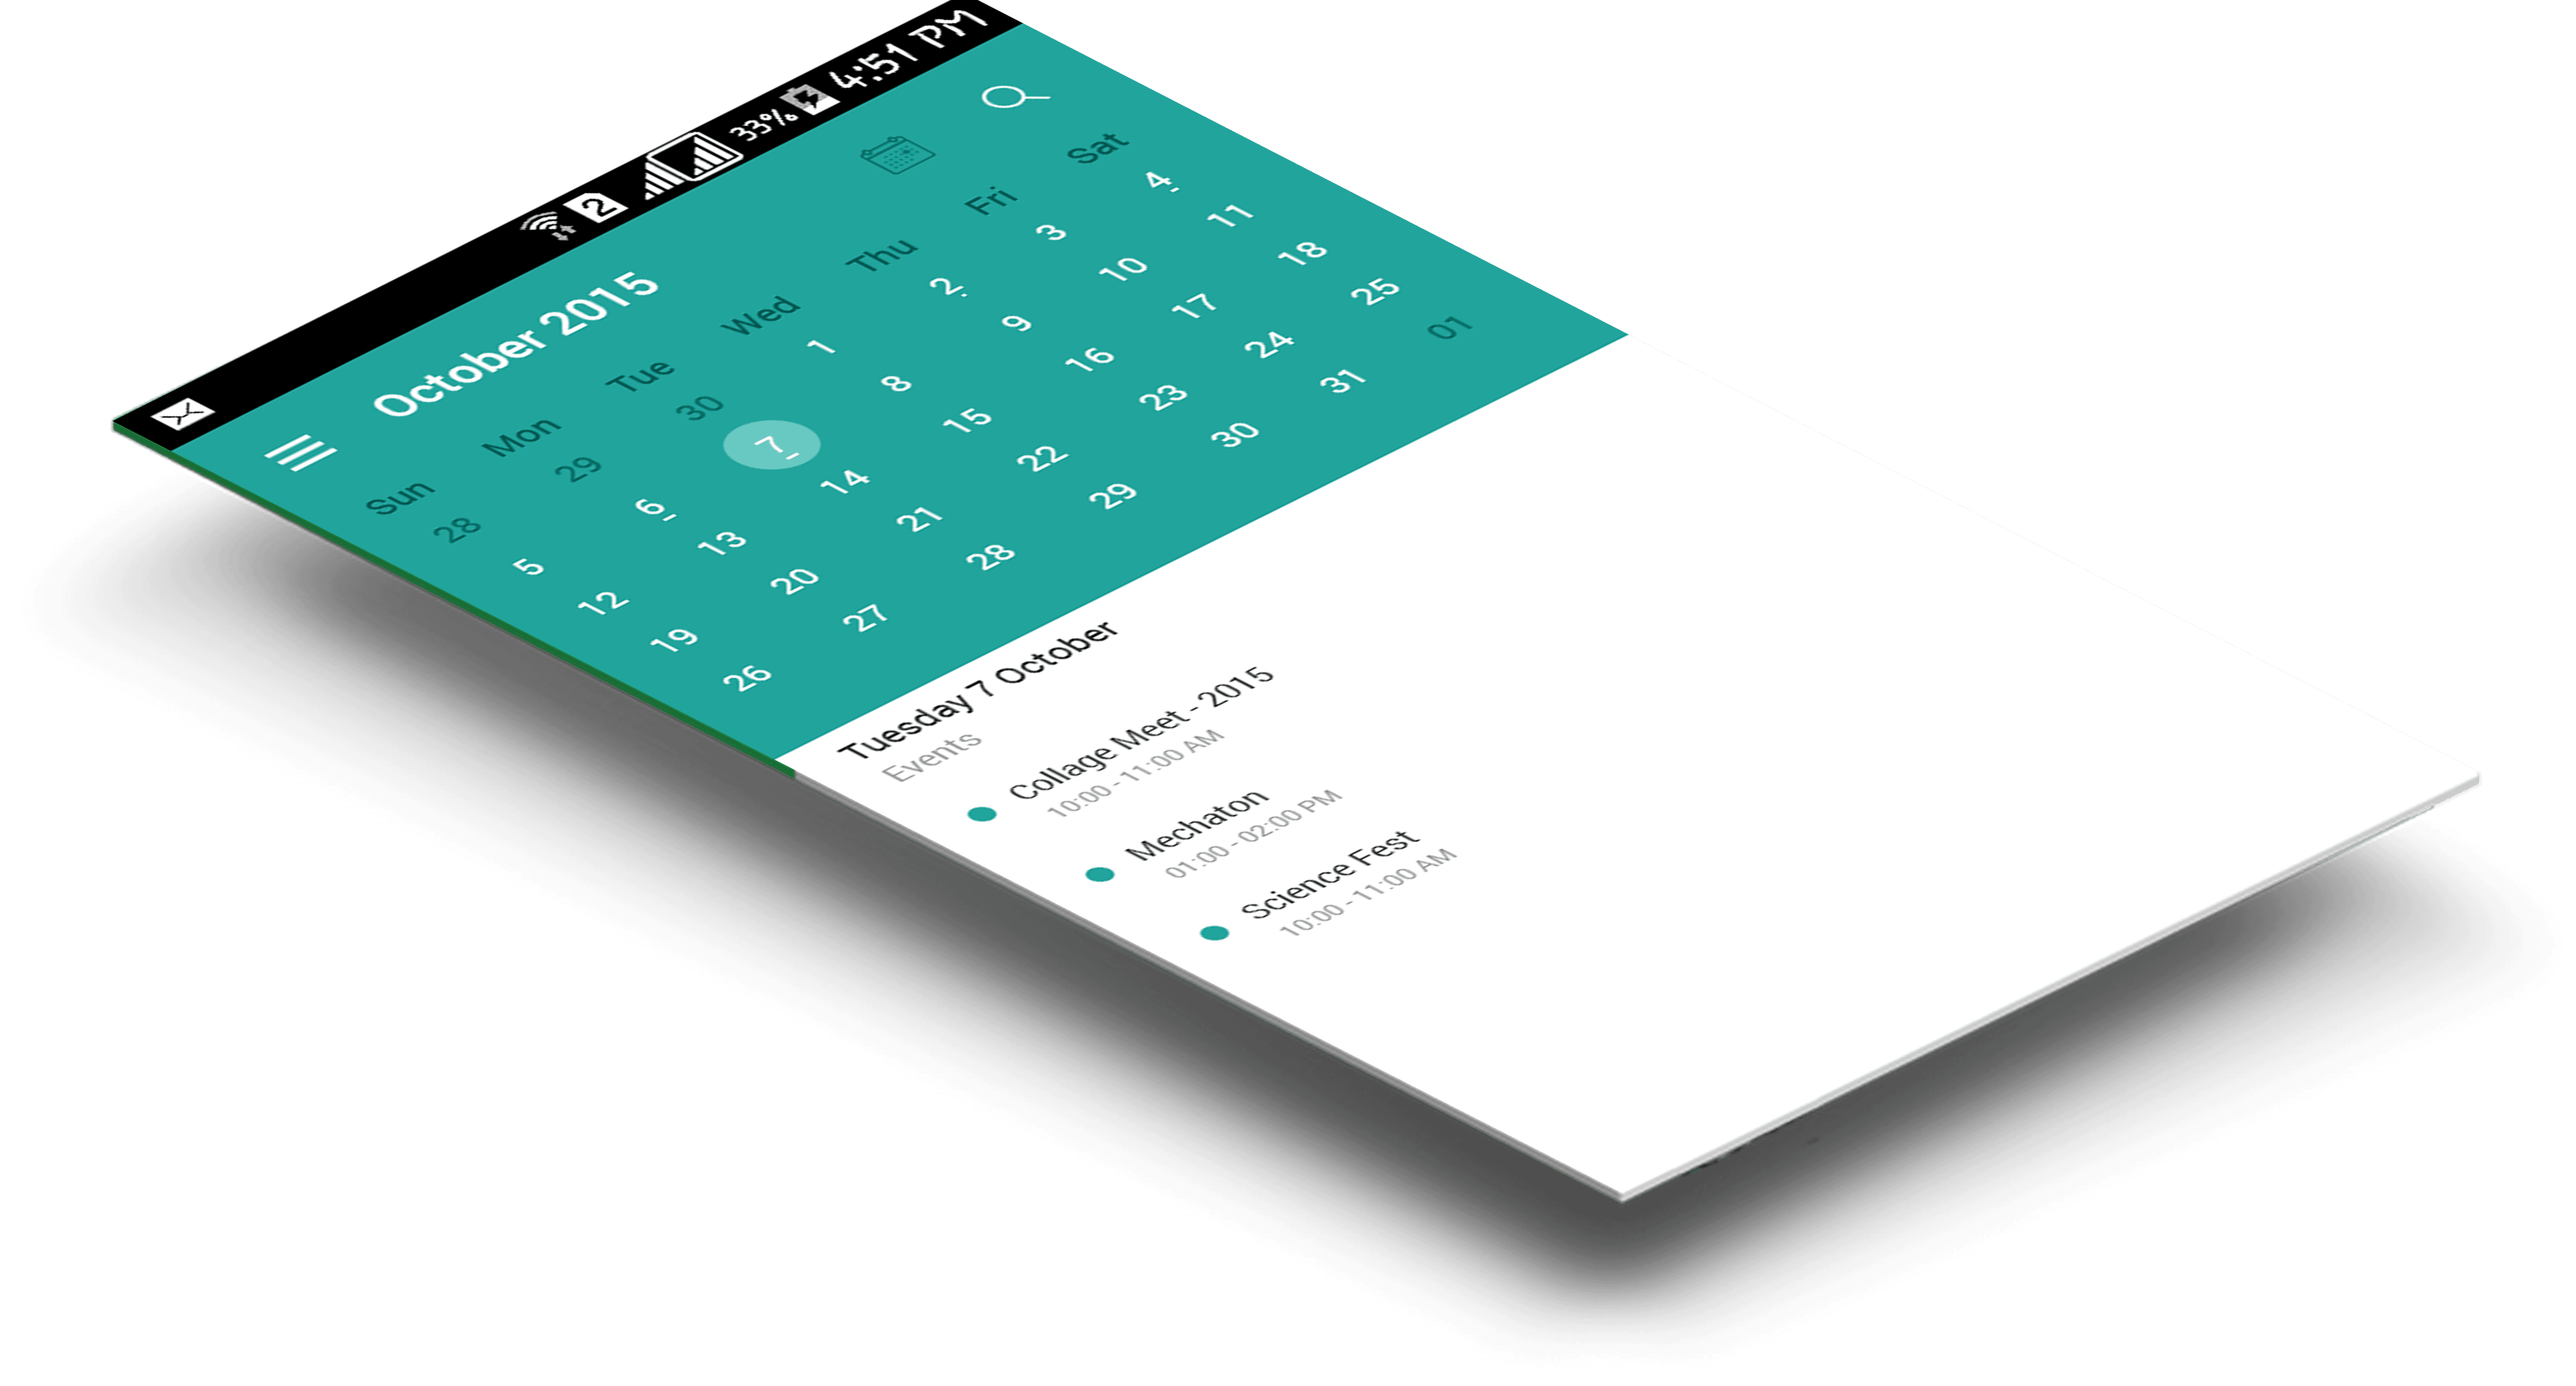 2 33% 4:51 PM
October 2015
Sun Mon Tue Wed Thu Fri Sat
28 29 30 1 2 3 4
5 6 7 8 9 10 11
12 13 14 15 16 17 18
19 20 21 22 23 24 25
26 27 28 29 30 31 01
Tuesday 7 October
Events
Collage Meet - 2015
10:00 - 11:00 AM
Mechaton
01:00 - 02:00 PM
Science Fest
10:00 - 11:00 AM